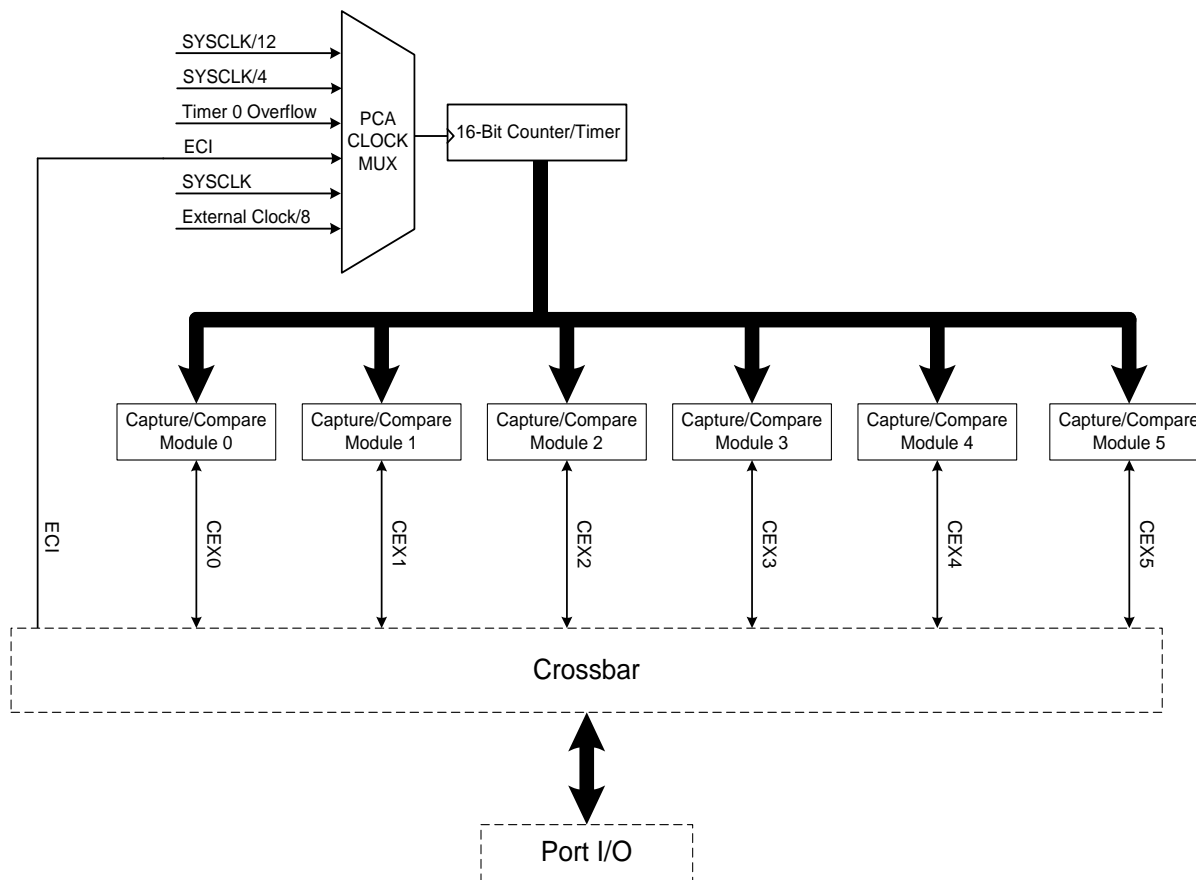 SYSCLK/12
SYSCLK/4
Timer 0 Overflow
ECI
SYSCLK
External Clock/8
PCA
CLOCK
MUX
16-Bit Counter/Timer
Capture/Compare
Module 0
Capture/Compare
Module 1
Capture/Compare
Module 2
Capture/Compare
Module 3
Capture/Compare
Module 4
Capture/Compare
Module 5
ECI
CEX0
CEX1
CEX2
CEX3
CEX4
CEX5
Crossbar
Port I/O